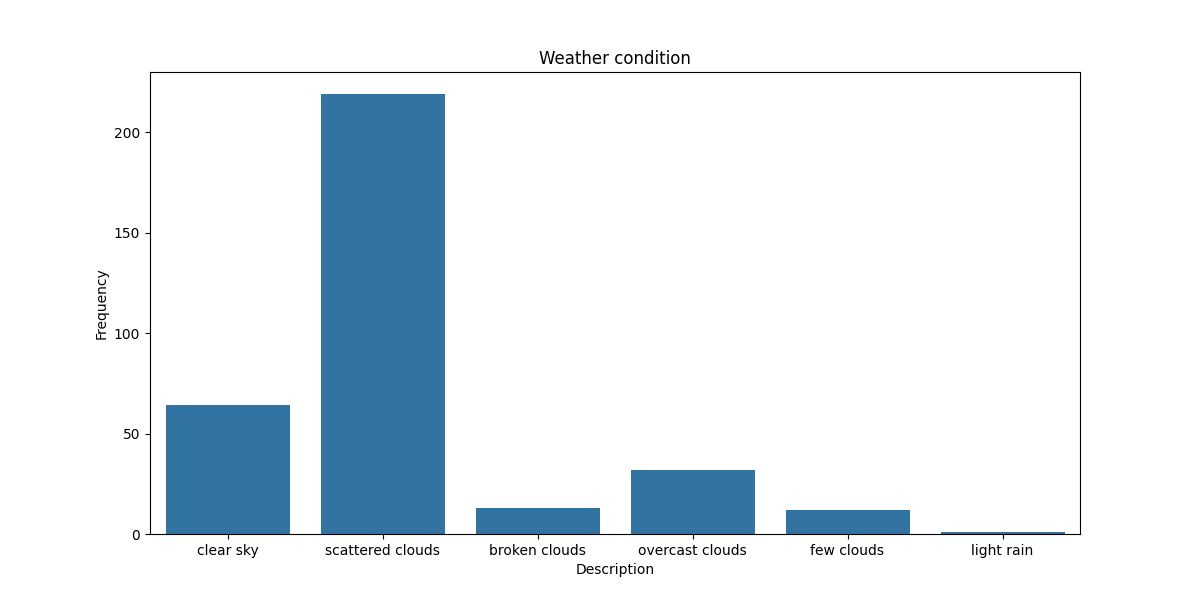 Weather condition
200
150
100
50
0
Frequency
clear sky
scattered clouds
broken clouds
overcast clouds
few clouds
light rain
Description